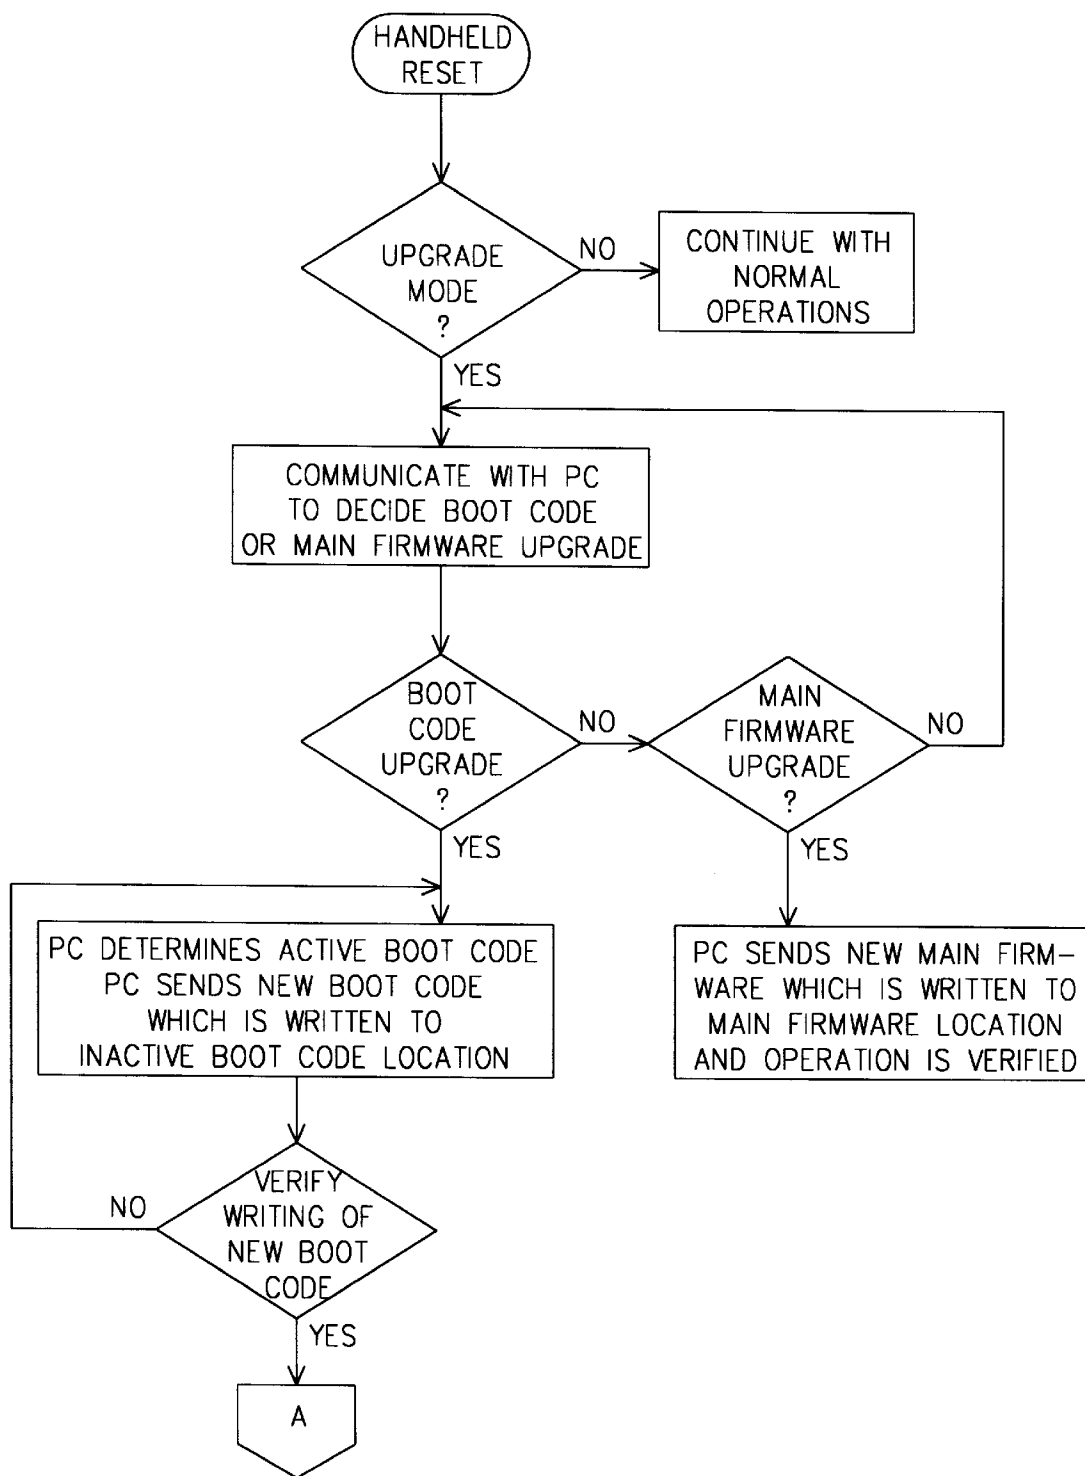 HANDHELD
RESET
UPGRADE
MODE
?
NO
CONTINUE WITH
NORMAL
OPERATIONS
YES
COMMUNICATE WITH PC
TO DECIDE BOOT CODE
OR MAIN FIRMWARE UPGRADE
BOOT
CODE
UPGRADE
?
NO
MAIN
FIRMWARE
UPGRADE
?
NO
YES
YES
PC DETERMINES ACTIVE BOOT CODE
PC SENDS NEW BOOT CODE
WHICH IS WRITTEN TO
INACTIVE BOOT CODE LOCATION
PC SENDS NEW MAIN FIRM-
WARE WHICH IS WRITTEN TO
MAIN FIRMWARE LOCATION
AND OPERATION IS VERIFIED
VERIFY
WRITING OF
NEW BOOT
CODE
NO
YES
A